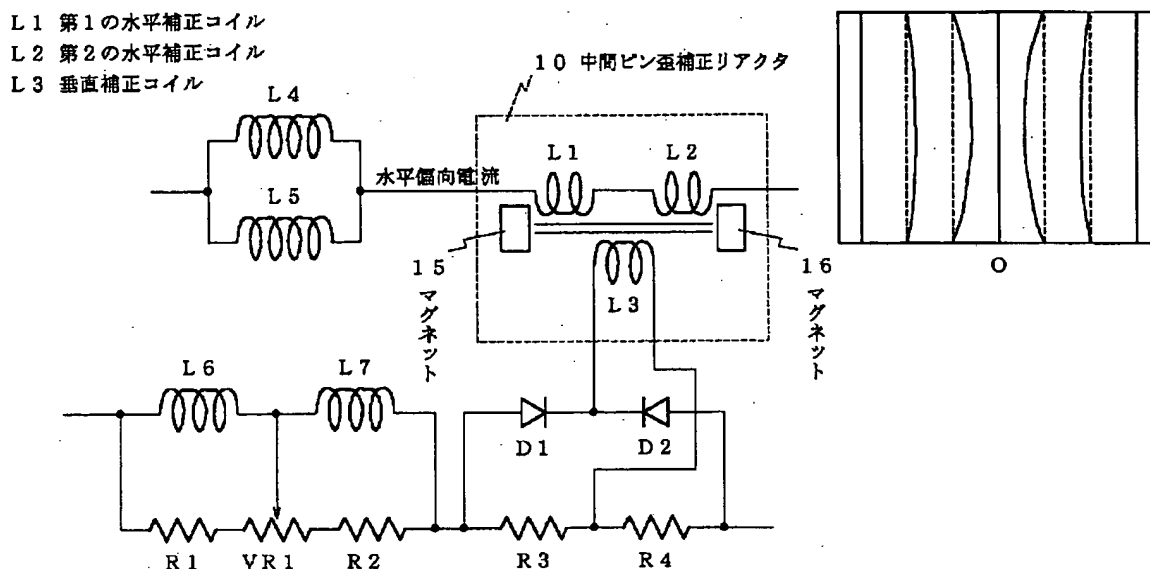 L1 第1の水平補正コイル
L2 第2の水平補正コイル
L3 垂直補正コイル
10 中間ピン歪補正リアクタ
L4
L5
水平偏向電流
L1
L2
15
マグネット
L3
16
マグネット
O
L6
L7
D1
D2
R1
VR1
R2
R3
R4